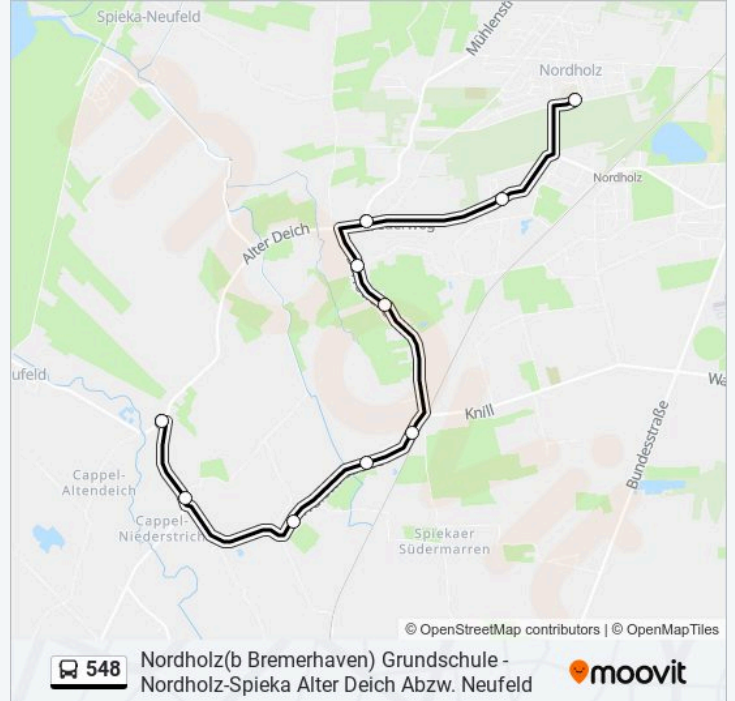 Spieka-Neufeld
Nordholz
Nordholz
Alter Deich
ufeld
Knill
Bundesstraße
Cappel-
Altendeich
Cappel-
Niederstrich
Spiekaer
Südermarren
© OpenStreetMap contributors | © OpenMapTiles
548
Nordholz(b Bremerhaven) Grundschule -
Nordholz-Spieka Alter Deich Abzw. Neufeld
moovit